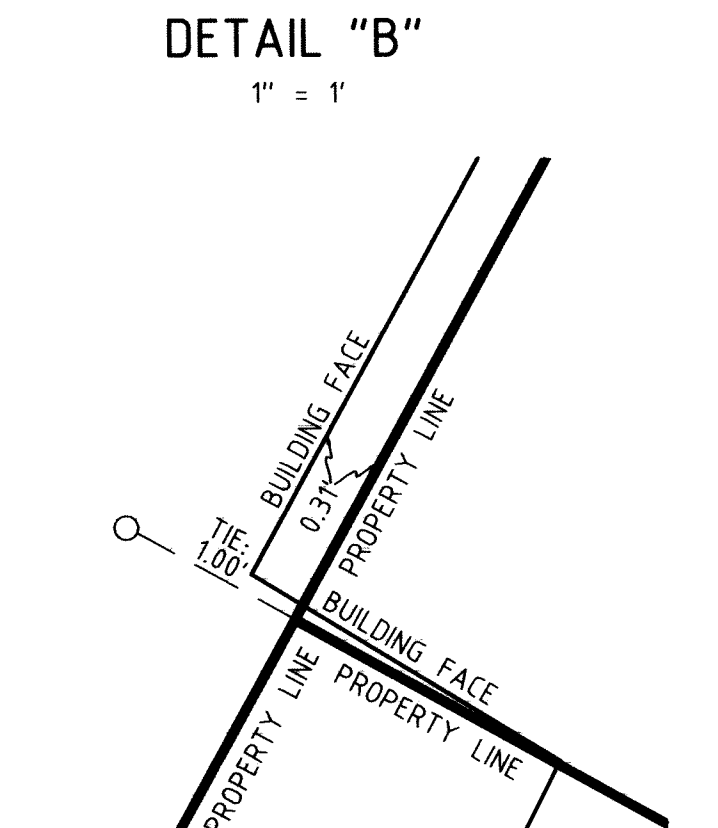 DETAIL "B"
1" = 1'
BUILDING FACE
PROPERTY LINE
0.31'
TIE:
1.00'
BUILDING FACE
PROPERTY LINE
PROPERTY LINE